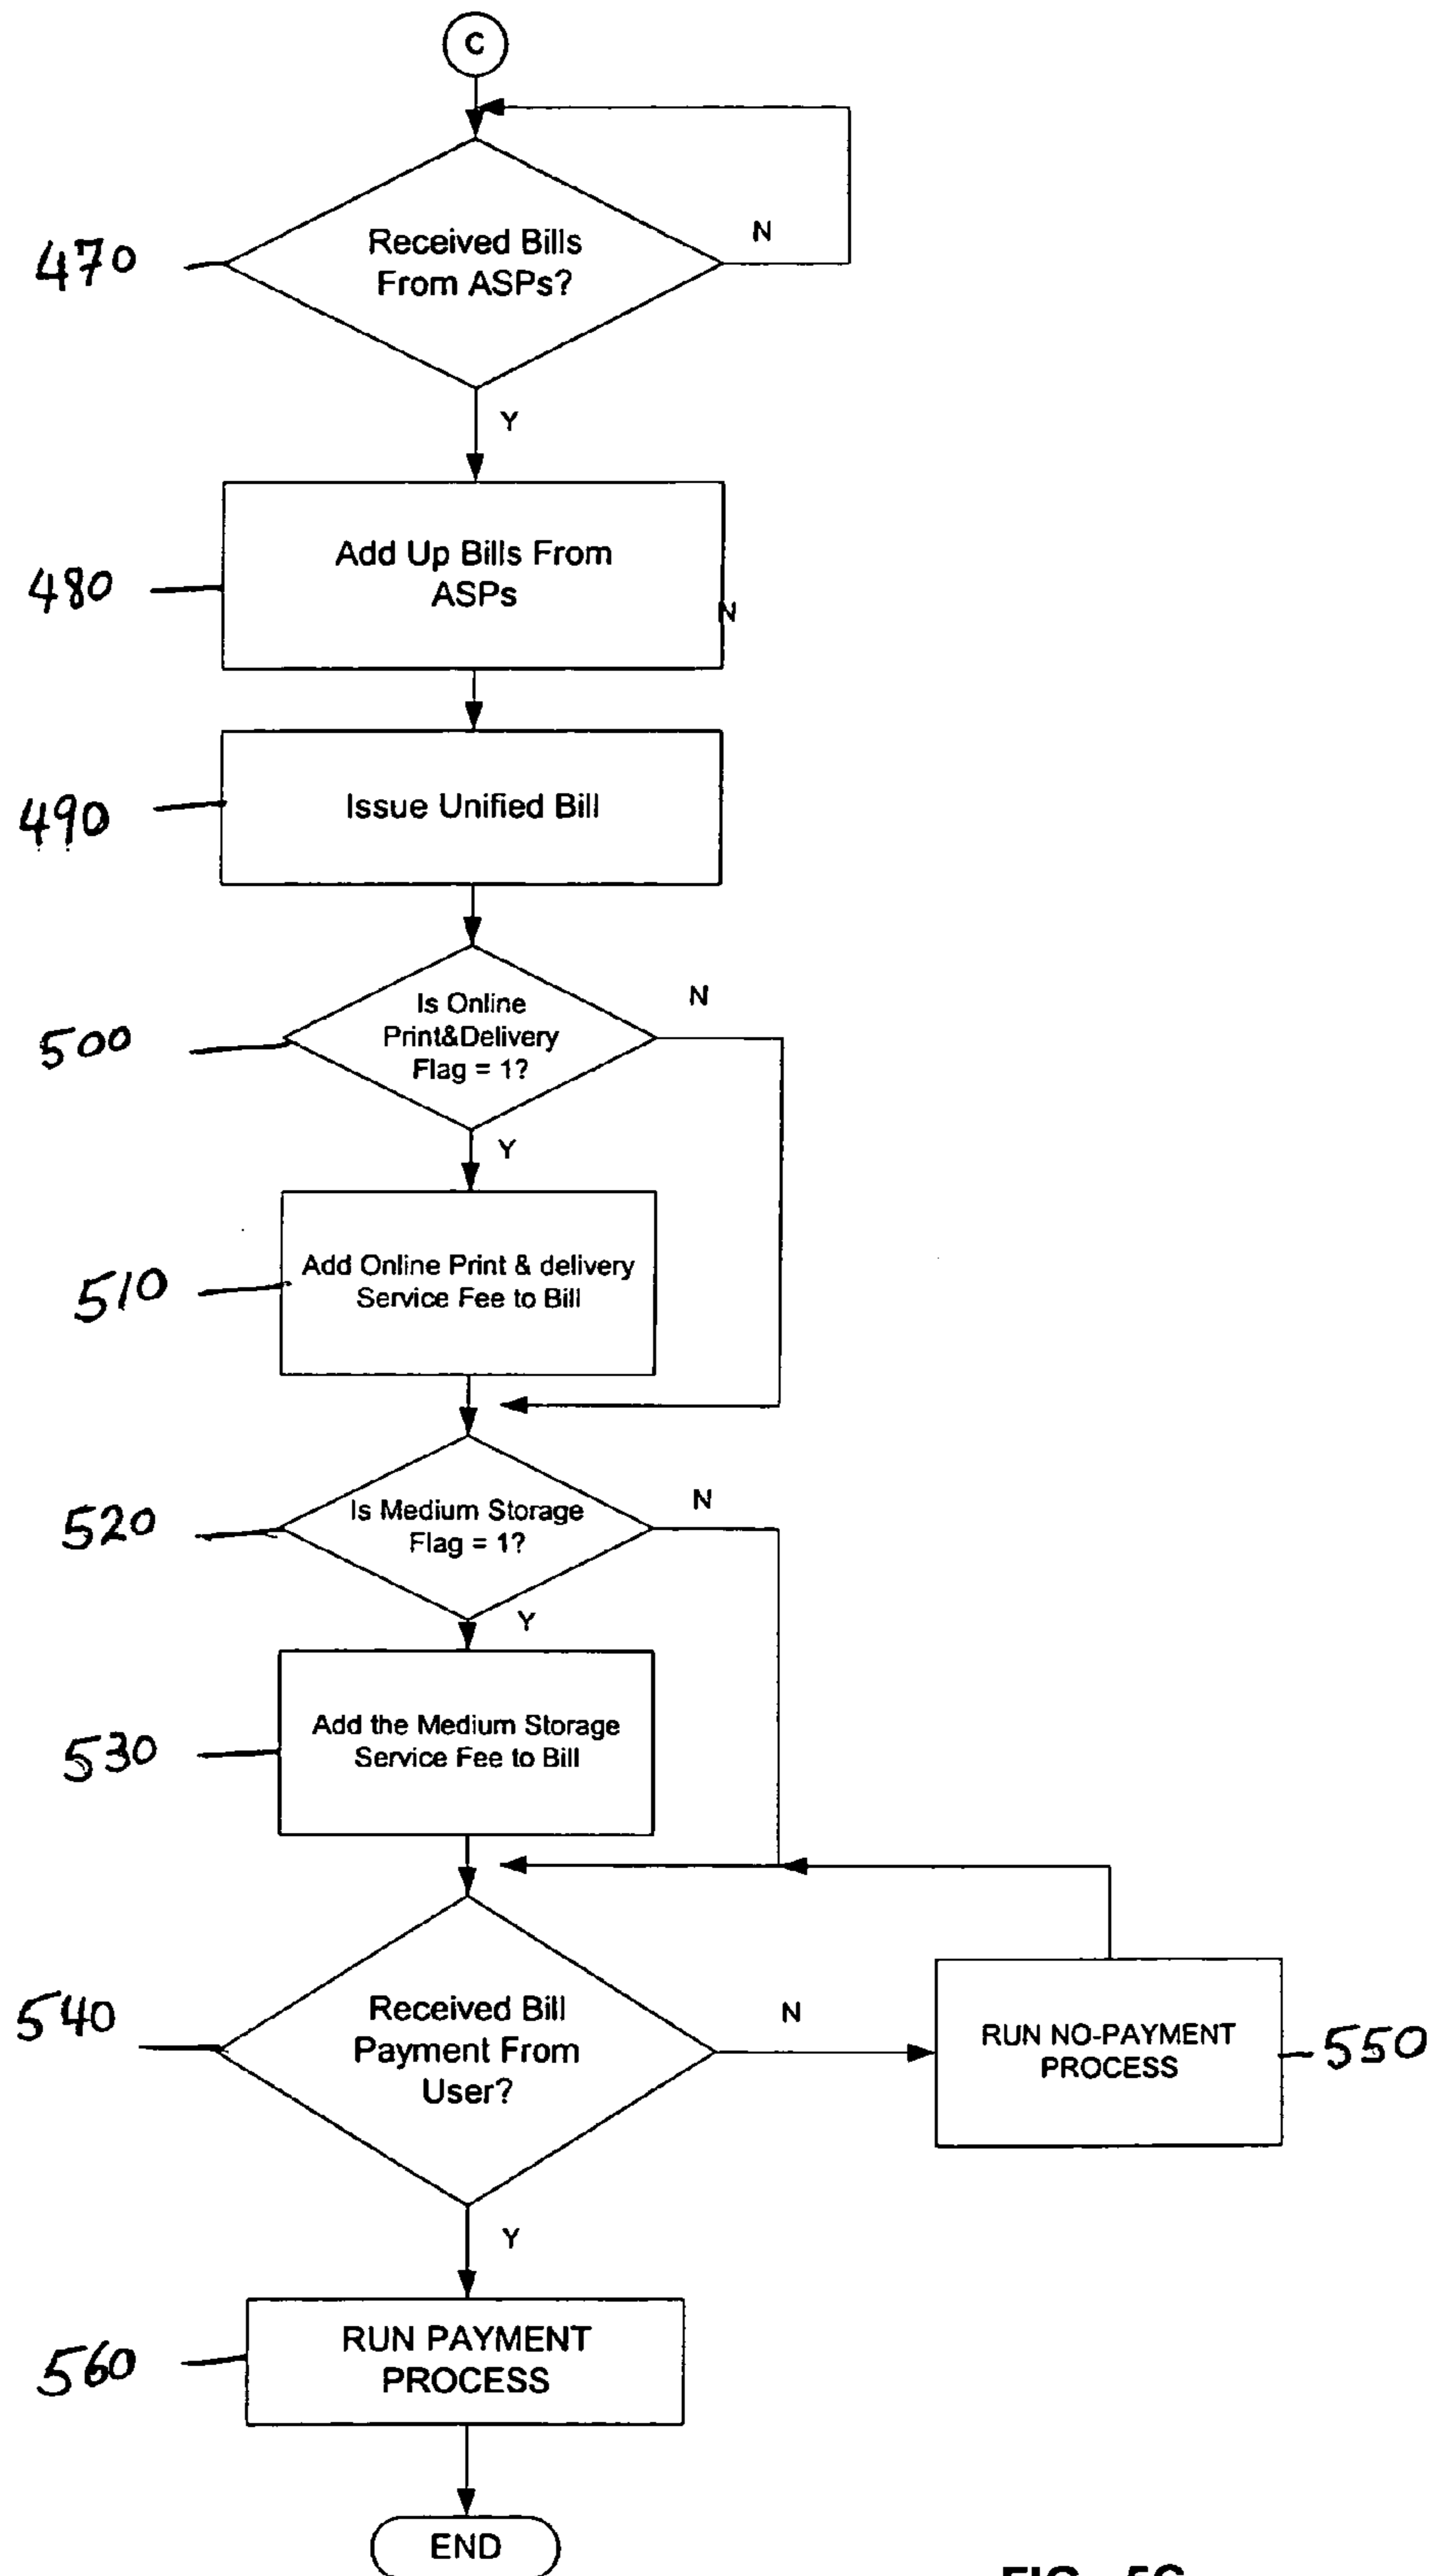 C
470
Received Bills
From ASPs?
N
Y
480
Add Up Bills From
ASPs
N
490
Issue Unified Bill
500
Is Online
Print&Delivery
Flag = 1?
N
Y
510
Add Online Print & delivery
Service Fee to Bill
520
Is Medium Storage
Flag = 1?
N
Y
530
Add the Medium Storage
Service Fee to Bill
540
Received Bill
Payment From
User?
N
RUN NO-PAYMENT
PROCESS
550
Y
560
RUN PAYMENT
PROCESS
END